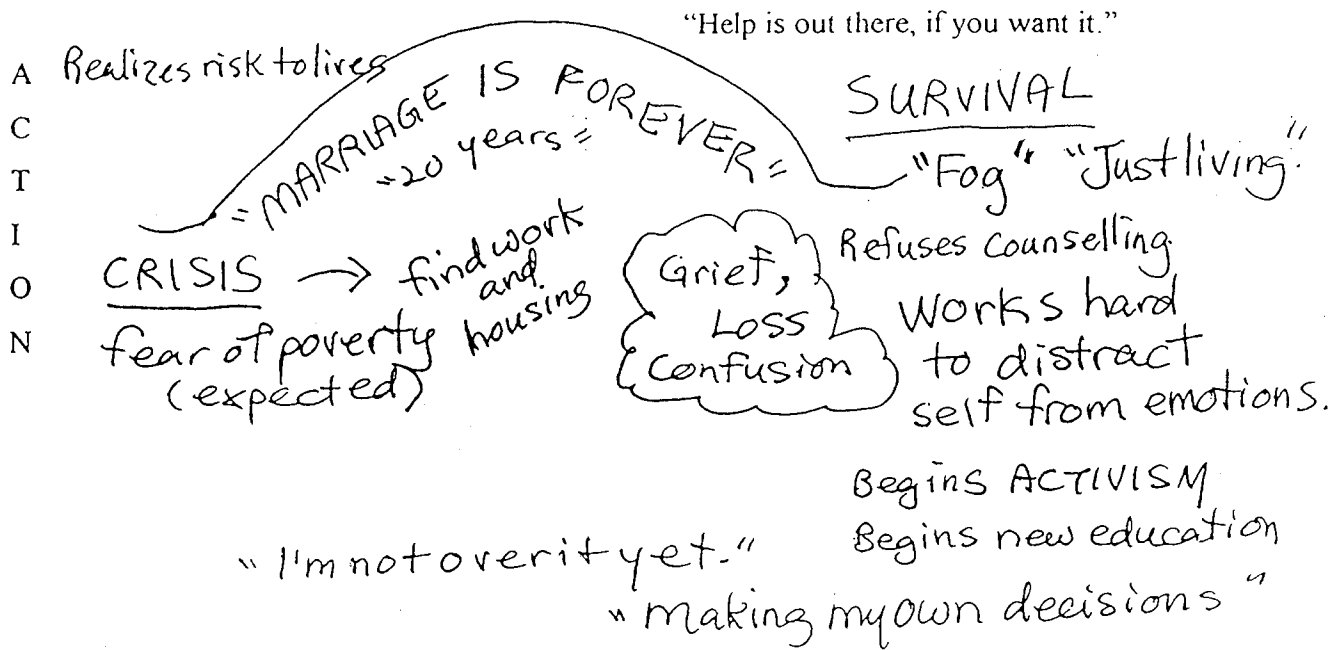 "Help is out there, if you want it."
ACTION
Realizes risk to lives
"MARRIAGE IS FOREVER"
"20 years"
SURVIVAL
"Fog" "Just living."
CRISIS → find work
and
housing
fear of poverty
(expected)
Grief,
Loss
Confusion
Refuses counselling.
Works hard
to distract
self from emotions.
Begins ACTIVISM
Begins new education
"I'm not over it yet."
"Making my own decisions"